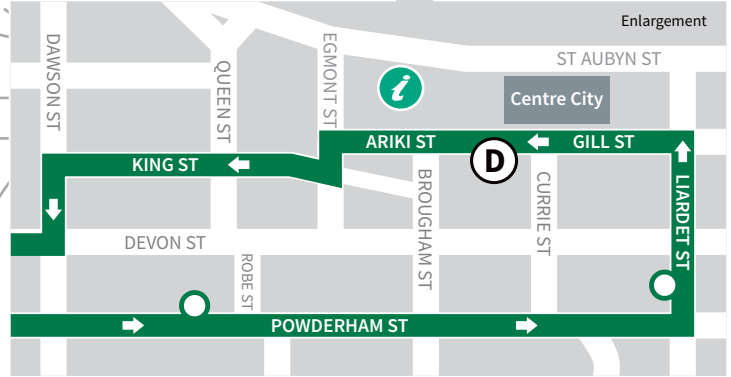 Enlargement
ST AUBYN ST
DAWSON ST
QUEEN ST
EGMONT ST
i
Centre City
ARIKI ST
GILL ST
D
KING ST
BROUGHAM ST
CURRIE ST
LIARDET ST
DEVON ST
ROBE ST
POWDERHAM ST